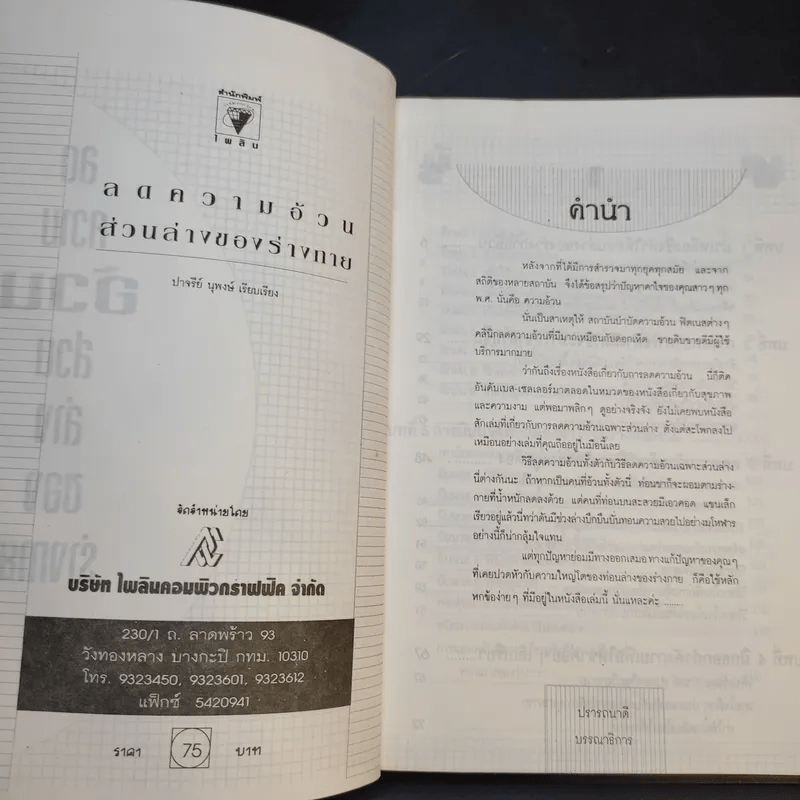 สำนักพิมพ์
ไพลิน
ลดความอ้วน
ส่วนล่างของร่างกาย
ปาจรีย์ นุพงษ์ เรียบเรียง
จัดจำหน่ายโดย
บริษัท ไพลินคอมพิวกราฟฟิค จำกัด
230/1 ถ. ลาดพร้าว 93
วังทองหลาง บางกะปิ กทม. 10310
โทร. 9323450, 9323601, 9323612
แฟ็กซ์ 5420941
ราคา 75 บาท
คำนำ
หลังจากที่ได้มีการสำรวจมาทุกยุคทุกสมัย และจาก
สถิติของหลายสถาบัน จึงได้ข้อสรุปว่าปัญหาคาใจของคุณสาวๆ ทุก
พ.ศ. นั่นคือ ความอ้วน
นั่นเป็นสาเหตุให้ สถาบันบำบัดความอ้วน ฟิตเนสต่างๆ
คลินิกลดความอ้วนที่มีมากเหมือนกับดอกเห็ด ขายดิบขายดีมีผู้ใช้
บริการมากมาย
ว่ากันถึงเรื่องหนังสือเกี่ยวกับการลดความอ้วน นี่ก็ติด
อันดับเบส-เซลเลอร์มาตลอดในหมวดของหนังสือเกี่ยวกับสุขภาพ
และความงาม แต่พอมาพลิกๆ ดูอย่างจริงจัง ยังไม่เคยพบหนังสือ
สักเล่มที่เกี่ยวกับการลดความอ้วนเฉพาะส่วนล่าง ตั้งแต่สะโพกลงไป
เหมือนอย่างเล่มที่คุณถืออยู่ในมือนี้เลย
วิธีลดความอ้วนทั้งตัวกับวิธีลดความอ้วนเฉพาะส่วนล่าง
นี่ต่างกันนะ ถ้าหากเป็นคนที่อ้วนทั้งตัวนี่ ท่อนขาก็จะผอมตามร่าง-
กายที่น้ำหนักลดลงด้วย แต่คนที่ท่อนบนสะสวยมีเอวคอด แขนเล็ก
เรียวอยู่แล้วนี่ทว่าดันมีช่วงล่างบึกบึนบั่นทอนความสวยไปอย่างมโหฬาร
อย่างนี้ก็น่ากลุ้มใจแทน
แต่ทุกปัญหาย่อมมีทางออกเสมอ ทางแก้ปัญหาของคุณๆ
ที่เคยปวดหัวกับความใหญ่โตของท่อนล่างของร่างกาย ก็คือใช้หลัก
หกข้อง่ายๆ ที่มีอยู่ในหนังสือเล่มนี้ นั่นแหละค่ะ ........
ปรารถนาดี
บรรณาธิการ